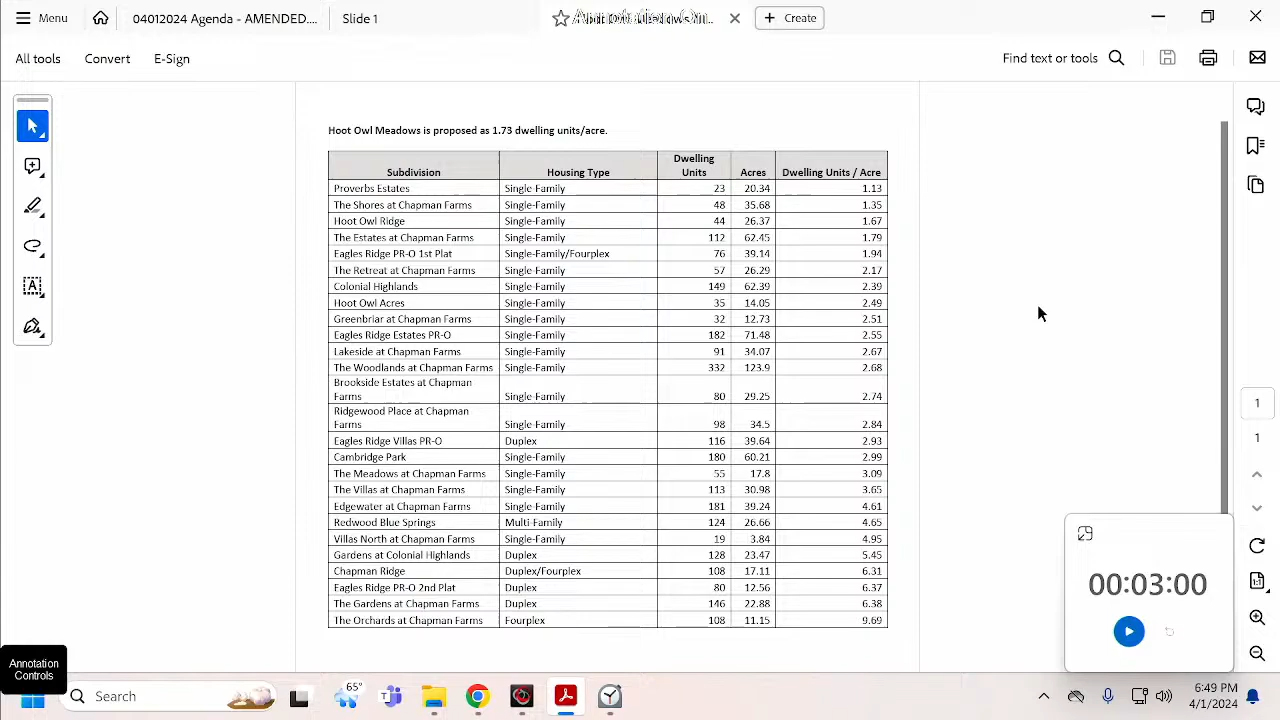 Menu 04012024 Agenda - AMENDED.... Slide 1 Create
All tools Convert E-Sign Find text or tools
Hoot Owl Meadows is proposed as 1.73 dwelling units/acre.
Subdivision Housing Type Dwelling Units Acres Dwelling Units / Acre
Proverbs Estates Single-Family 23 20.34 1.13
The Shores at Chapman Farms Single-Family 48 35.68 1.35
Hoot Owl Ridge Single-Family 44 26.37 1.67
The Estates at Chapman Farms Single-Family 112 62.45 1.79
Eagles Ridge PR-O 1st Plat Single-Family/Fourplex 76 39.14 1.94
The Retreat at Chapman Farms Single-Family 57 26.29 2.17
Colonial Highlands Single-Family 149 62.39 2.39
Hoot Owl Acres Single-Family 35 14.05 2.49
Greenbriar at Chapman Farms Single-Family 32 12.73 2.51
Eagles Ridge Estates PR-O Single-Family 182 71.48 2.55
Lakeside at Chapman Farms Single-Family 91 34.07 2.67
The Woodlands at Chapman Farms Single-Family 332 123.9 2.68
Brookside Estates at Chapman
Farms Single-Family 80 29.25 2.74
Ridgewood Place at Chapman
Farms Single-Family 98 34.5 2.84
Eagles Ridge Villas PR-O Duplex 116 39.64 2.93
Cambridge Park Single-Family 180 60.21 2.99
The Meadows at Chapman Farms Single-Family 55 17.8 3.09
The Villas at Chapman Farms Single-Family 113 30.98 3.65
Edgewater at Chapman Farms Single-Family 181 39.24 4.61
Redwood Blue Springs Multi-Family 124 26.66 4.65
Villas North at Chapman Farms Single-Family 19 3.84 4.95
Gardens at Colonial Highlands Duplex 128 23.47 5.45
Chapman Ridge Duplex/Fourplex 108 17.11 6.31
Eagles Ridge PR-O 2nd Plat Duplex 80 12.56 6.37
The Gardens at Chapman Farms Duplex 146 22.88 6.38
The Orchards at Chapman Farms Fourplex 108 11.15 9.69
1
1
00:03:00
Annotation
Controls
Search
65°
6:49 PM
4/1/2024